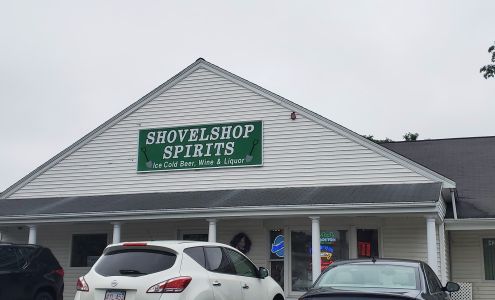 SHOVELSHOP
SPIRITS
Ice Cold Beer, Wine & Liquor